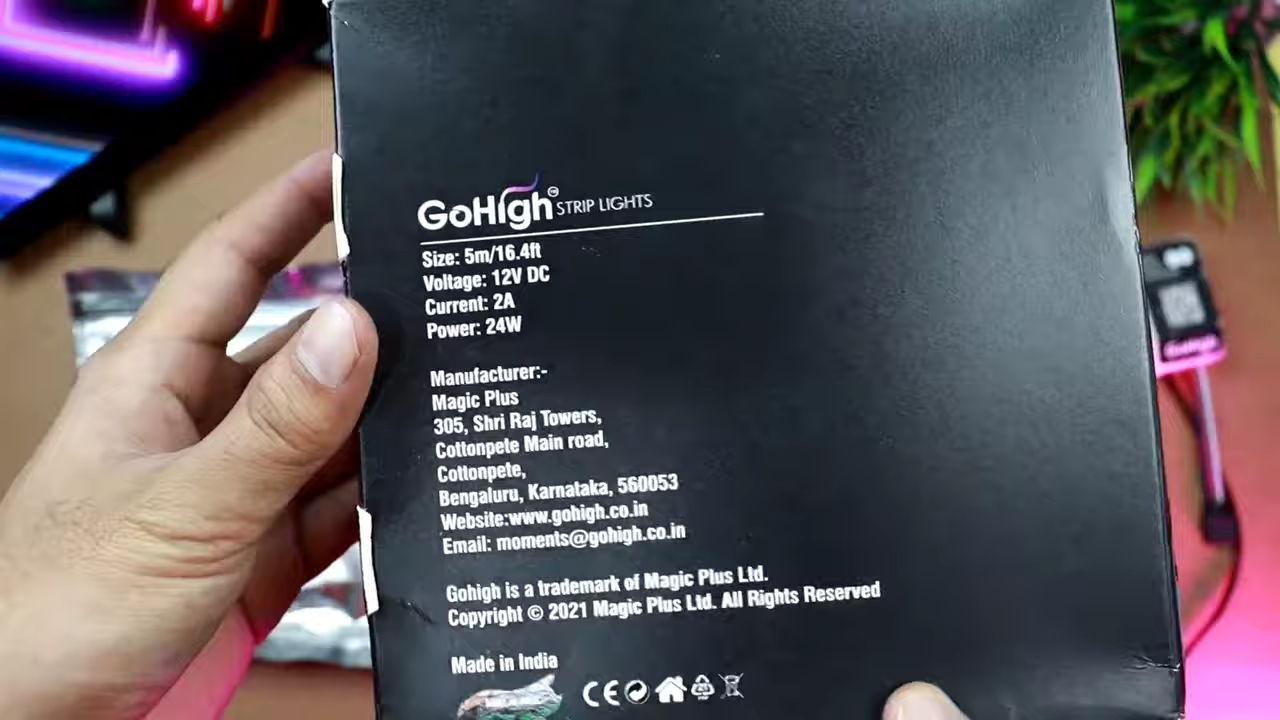 GoHigh STRIP LIGHTS
Size: 5m/16.4ft
Voltage: 12V DC
Current: 2A
Power: 24W
Manufacturer:-
Magic Plus
305, Shri Raj Towers,
Cottonpete Main road,
Cottonpete,
Bengaluru, Karnataka, 560053
Website:www.gohigh.co.in
Email: moments@gohigh.co.in
Gohigh is a trademark of Magic Plus Ltd.
Copyright © 2021 Magic Plus Ltd. All Rights Reserved
Made in India
CE
GoHigh